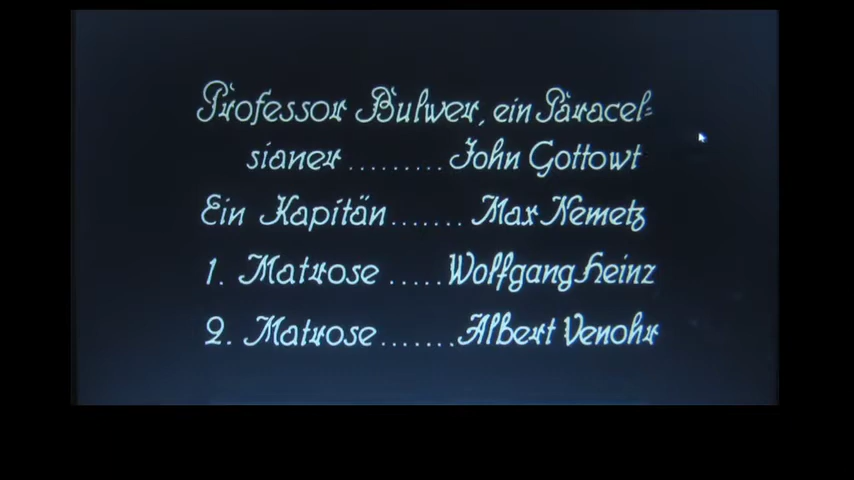 Professor Bulwer, ein Paracel=
sianer ......... John Gottowt
Ein Kapitän ....... Max Nemetz
1. Matrose ..... Wolfgang Heinz
2. Matrose ....... Albert Venohr